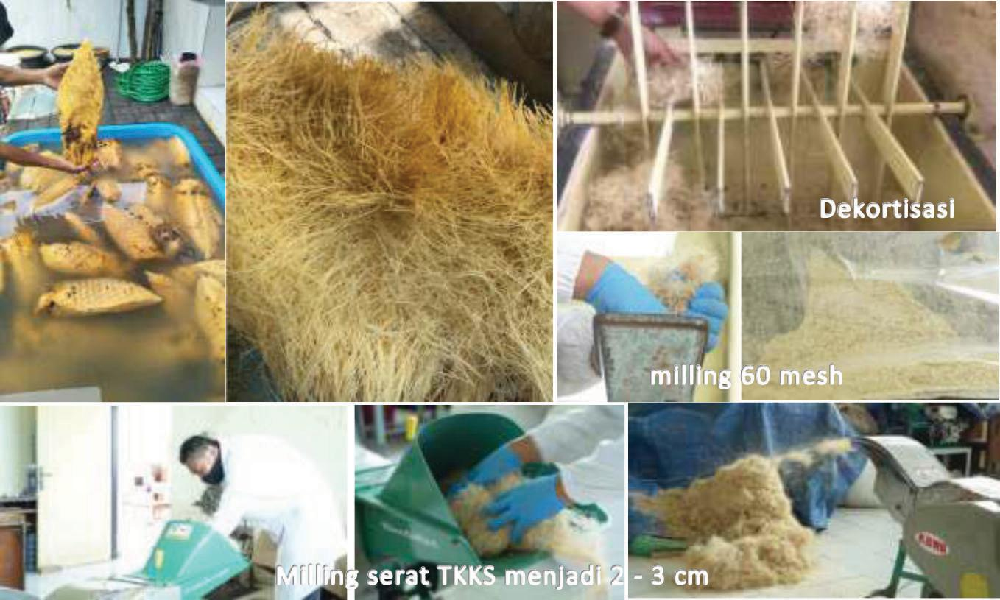 Dekortisasi
milling 60 mesh
Milling serat TKKS menjadi 2 - 3 cm